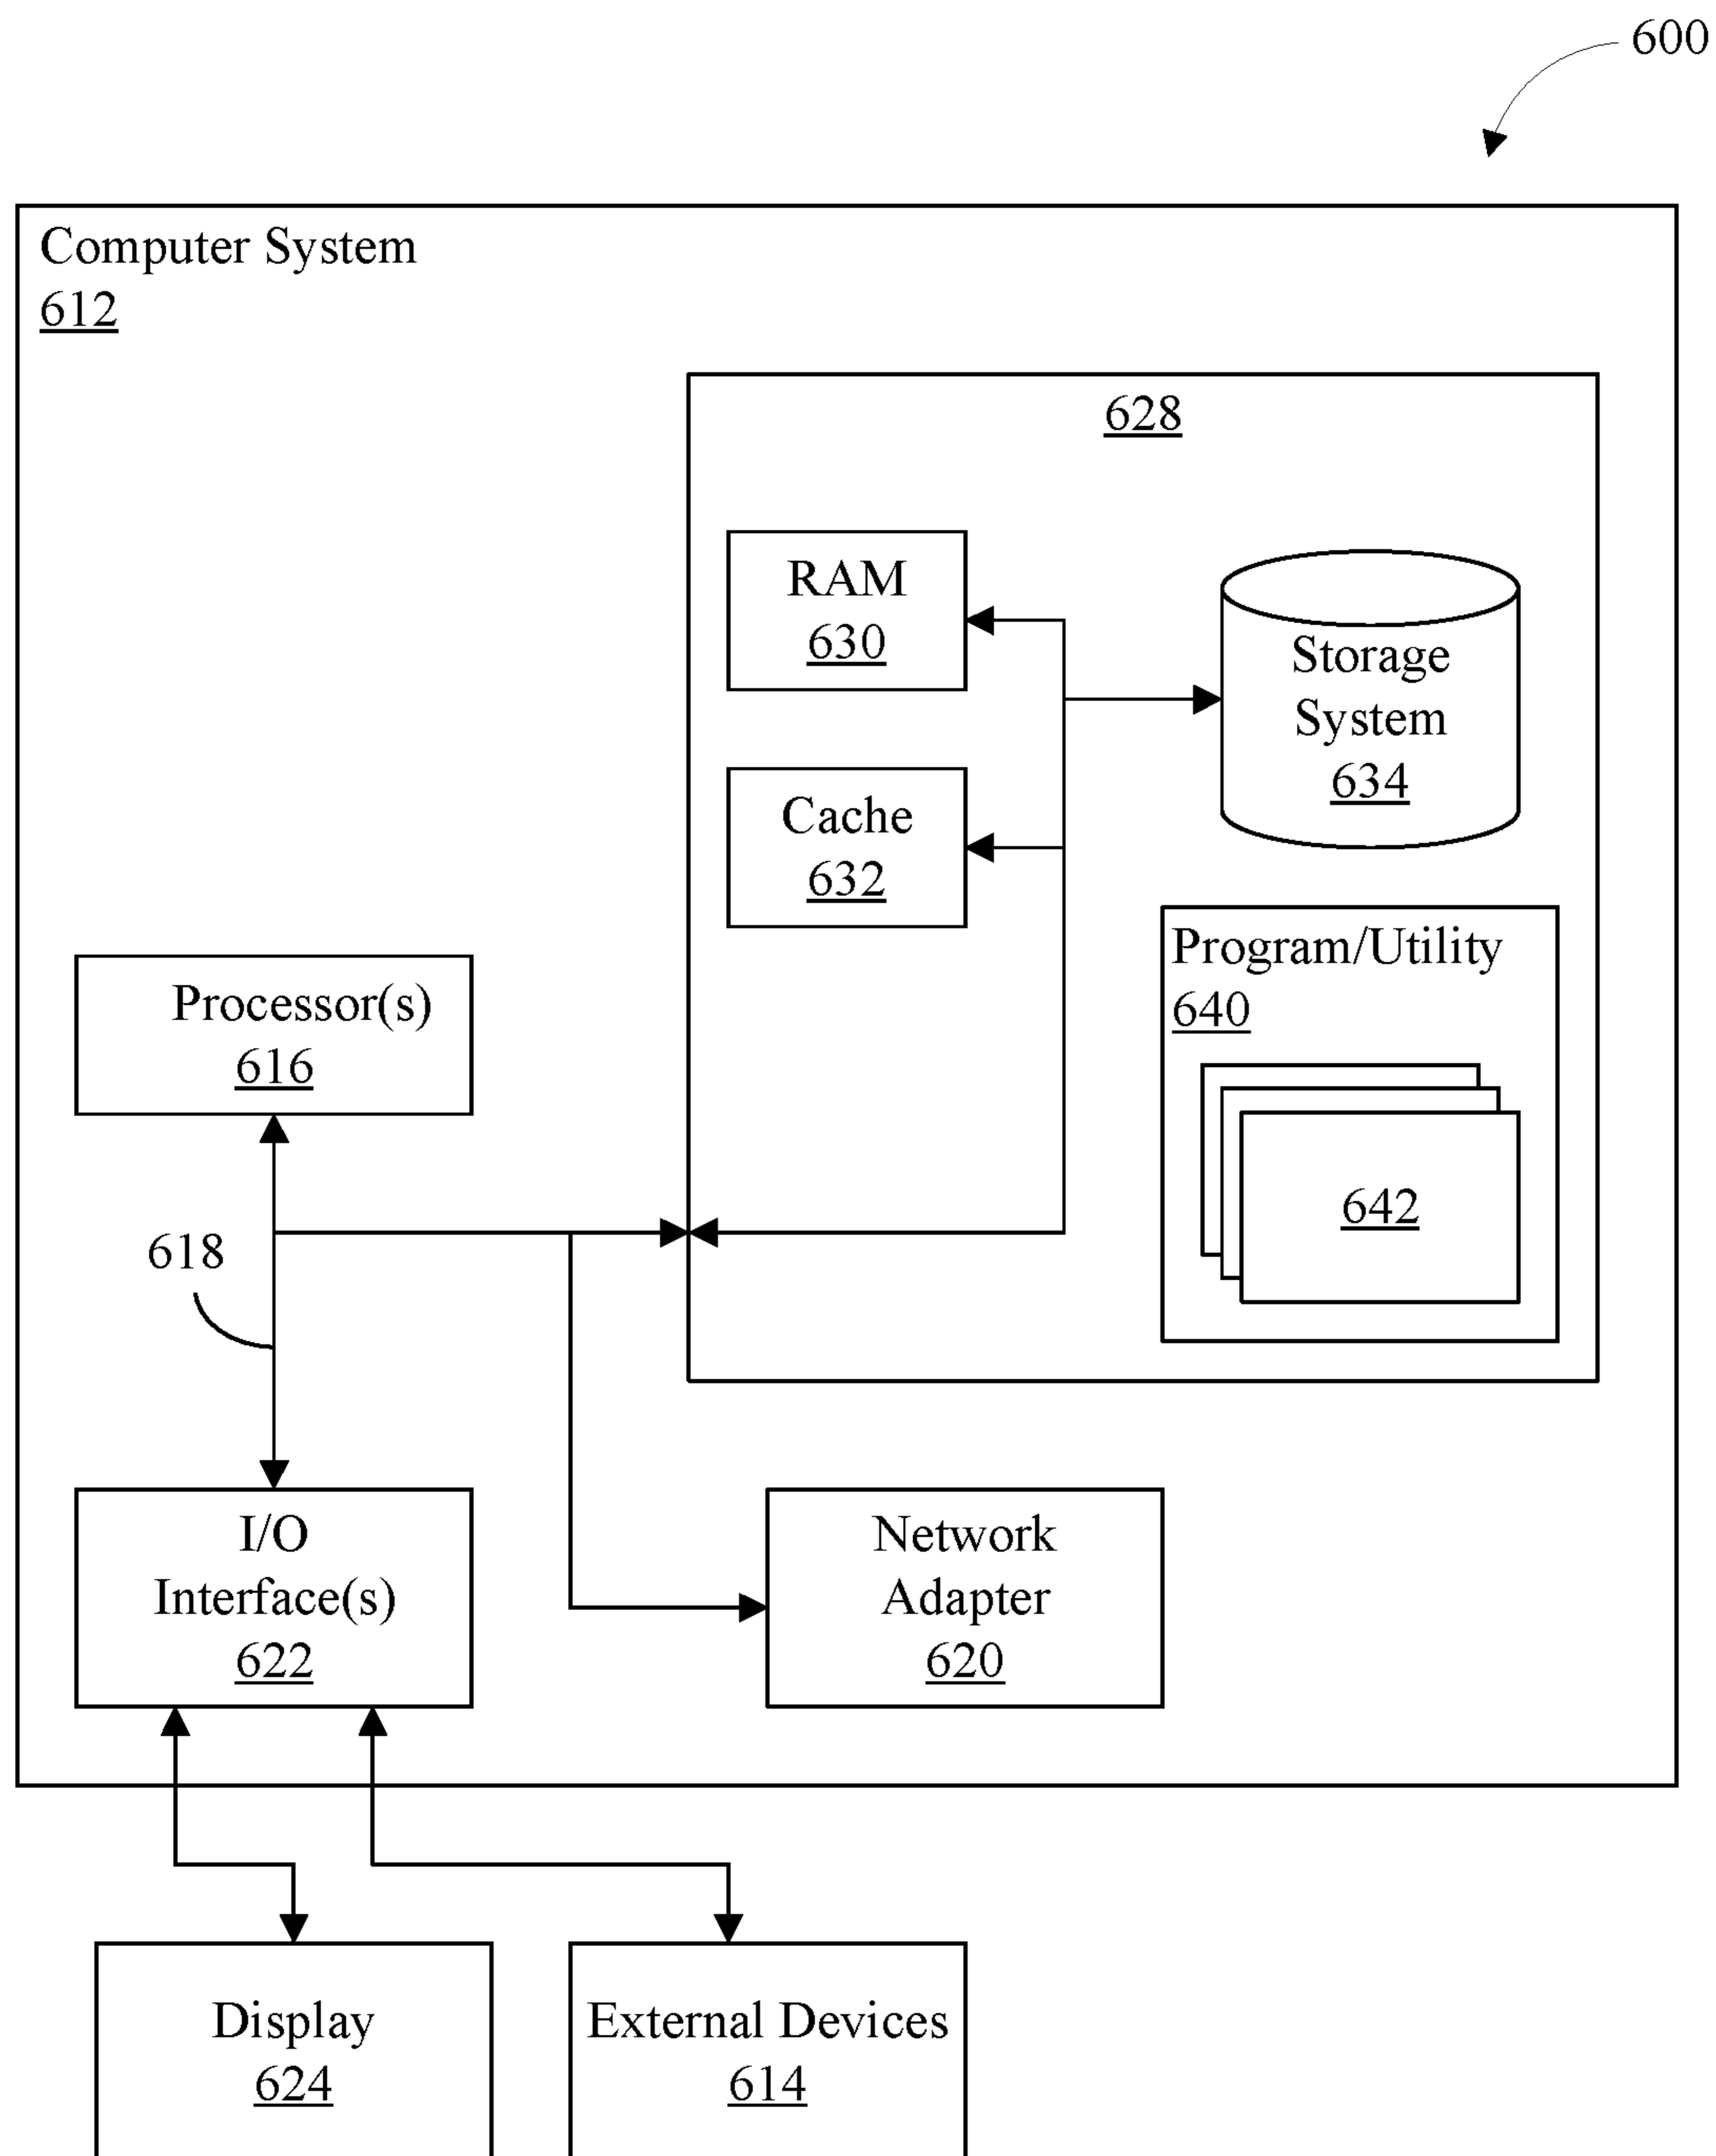 600
Computer System
612
628
RAM
630
Storage
System
634
Cache
632
Program/Utility
640
642
Processor(s)
616
618
I/O
Interface(s)
622
Network
Adapter
620
Display
624
External Devices
614